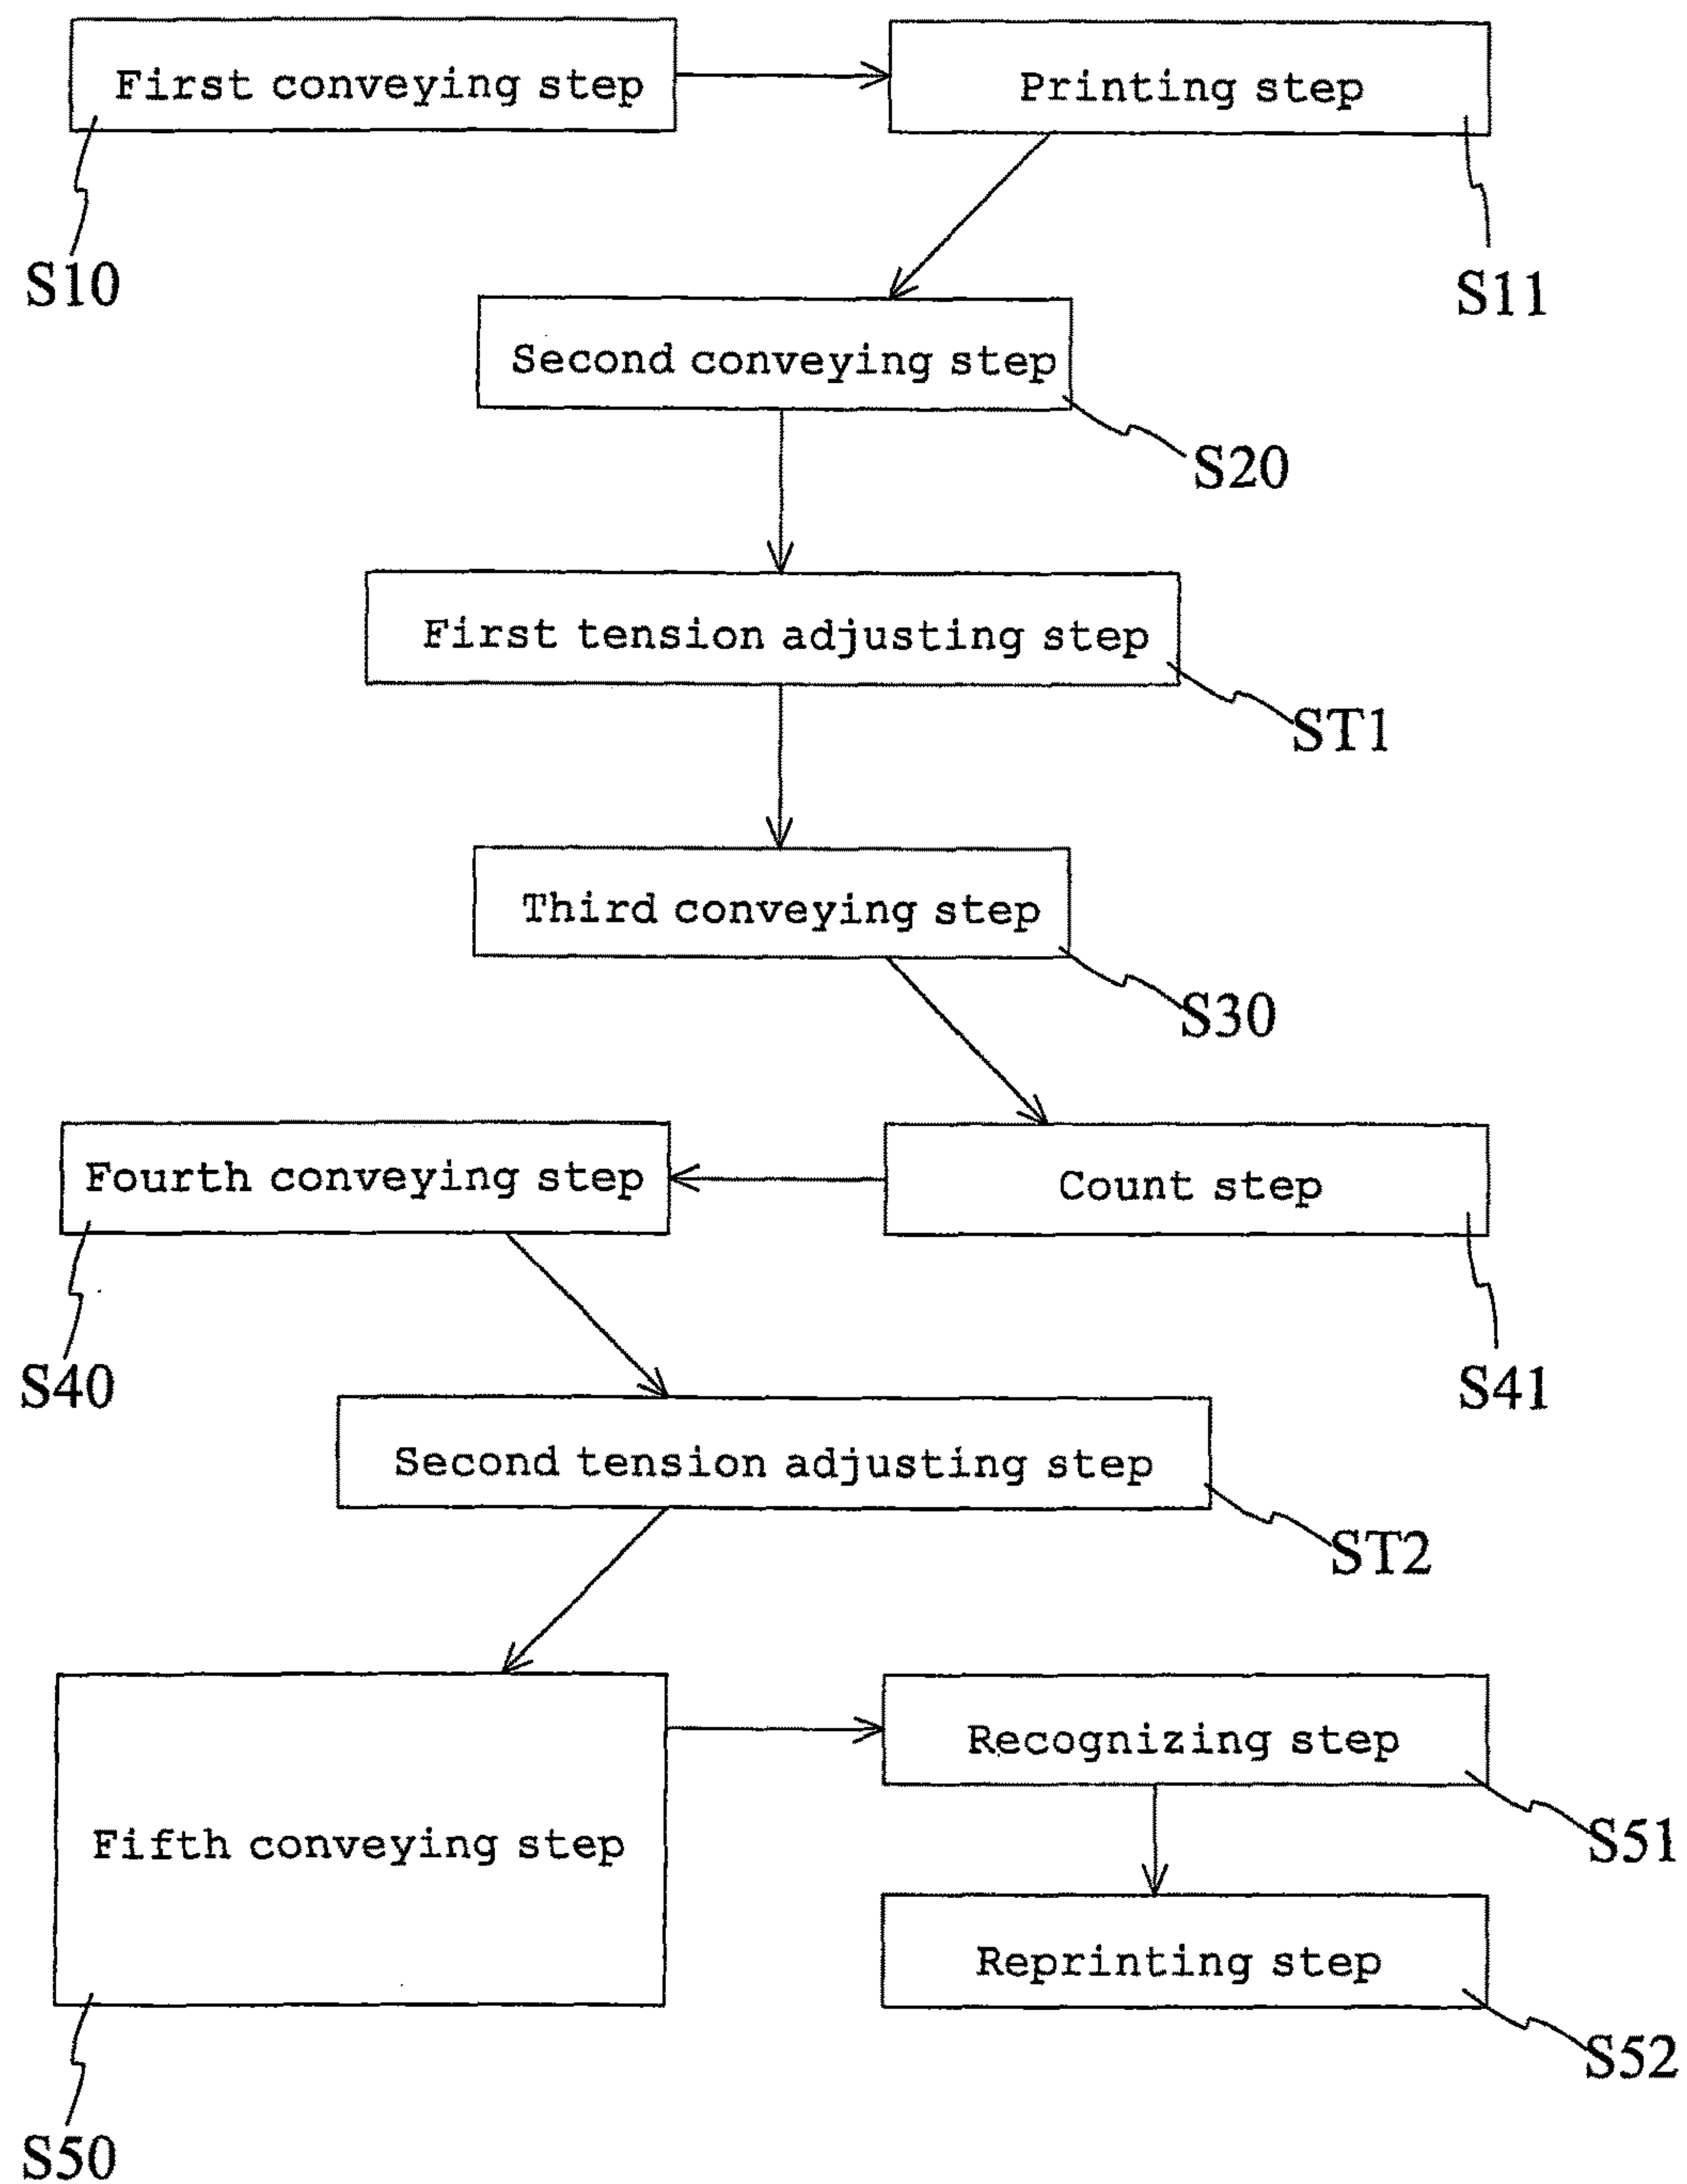 First conveying step
Printing step
S10
S11
Second conveying step
S20
First tension adjusting step
ST1
Third conveying step
S30
Fourth conveying step
Count step
S40
S41
Second tension adjusting step
ST2
Recognizing step
S51
Fifth conveying step
Reprinting step
S52
S50